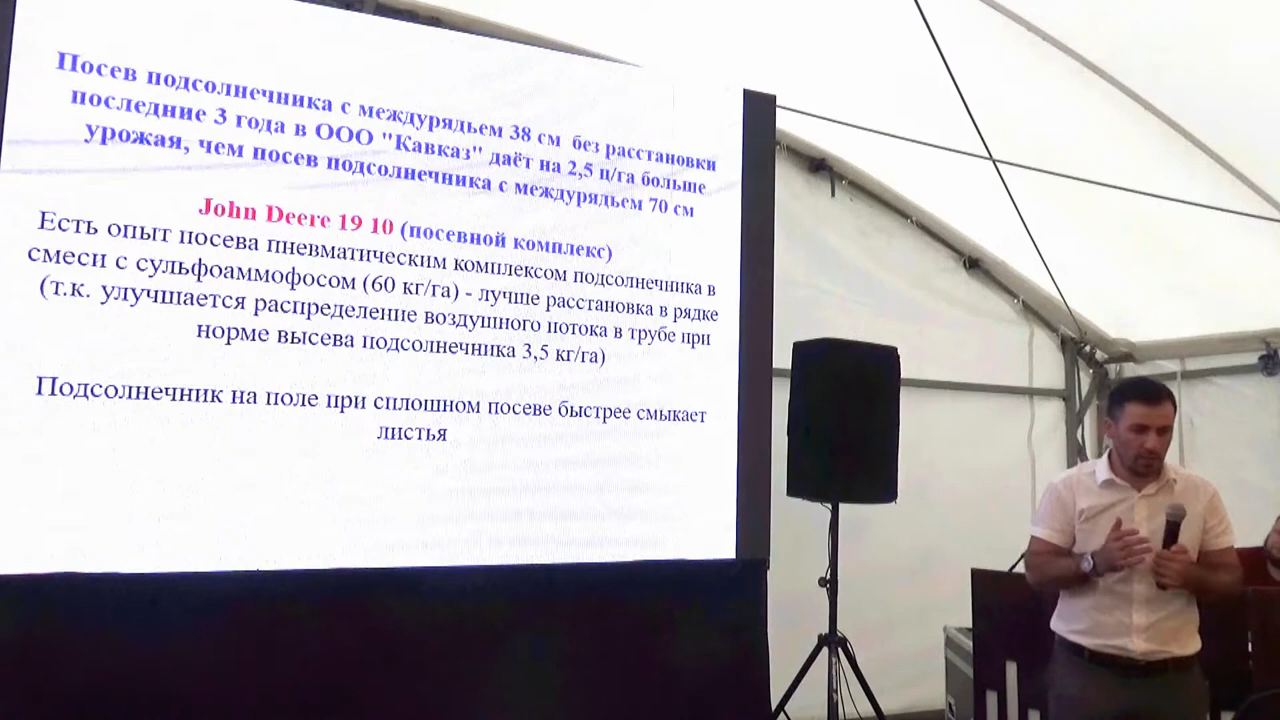 Посев подсолнечника с междурядьем 38 см без расстановки
последние 3 года в ООО "Кавказ" даёт на 2,5 ц/га больше
урожая, чем посев подсолнечника с междурядьем 70 см
John Deere 19 10 (посевной комплекс)
Есть опыт посева пневматическим комплексом подсолнечника в
смеси с сульфоаммофосом (60 кг/га) - лучше расстановка в рядке
(т.к. улучшается распределение воздушного потока в трубе при
норме высева подсолнечника 3,5 кг/га)
Подсолнечник на поле при сплошном посеве быстрее смыкает
листья